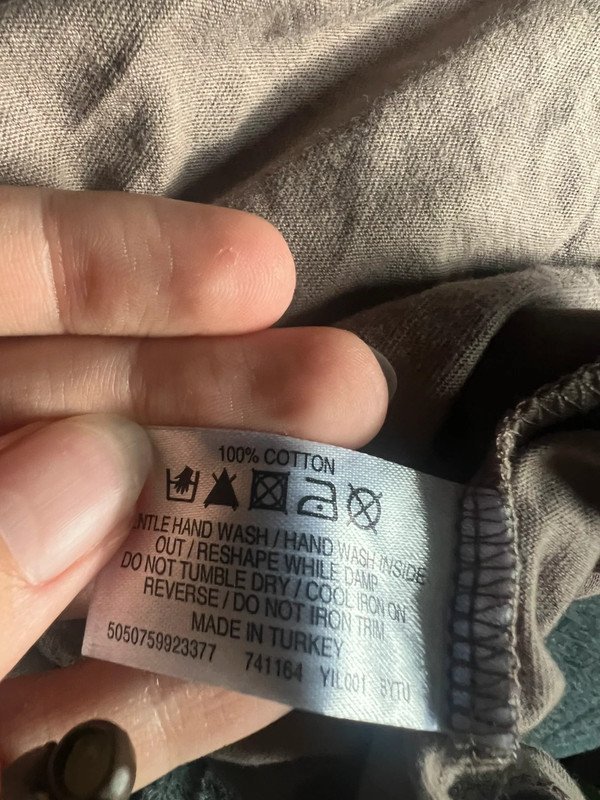 100% COTTON
NTLE HAND WASH / HAND WASH INSIDE
OUT / RESHAPE WHILE DAMP
DO NOT TUMBLE DRY / COOL IRON ON
REVERSE / DO NOT IRON TRIM
MADE IN TURKEY
5050759923377 741164 YIL001 BYTU